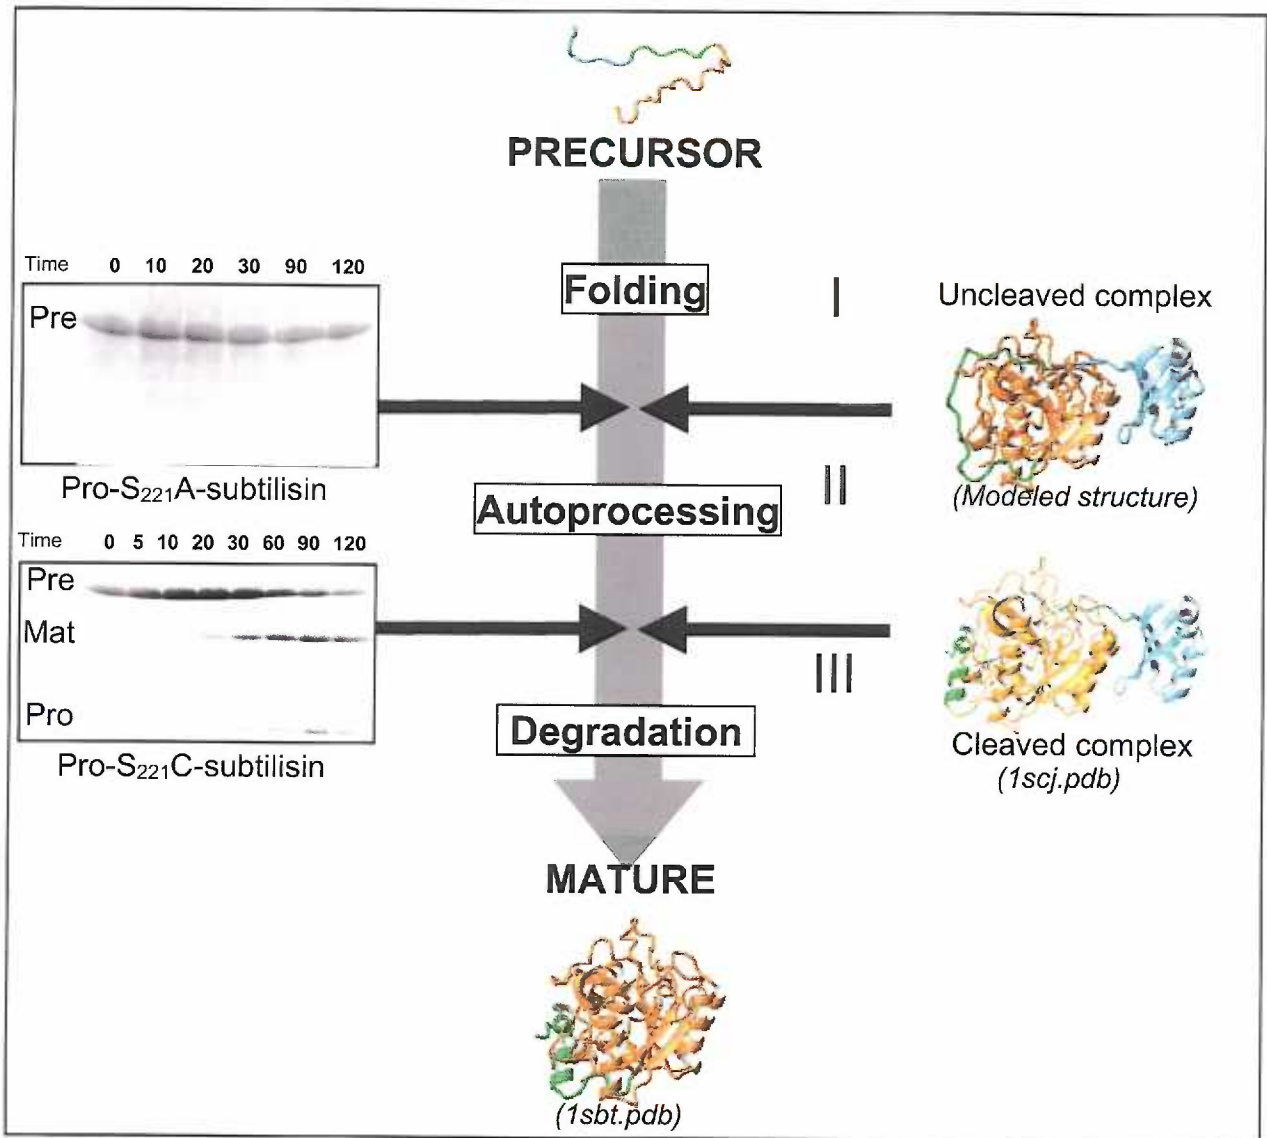 PRECURSOR
Folding
I
Time 0 10 20 30 90 120
Pre
Pro-S₂₂₁A-subtilisin
Uncleaved complex
(Modeled structure)
II
Autoprocessing
Time 0 5 10 20 30 60 90 120
Pre
Mat
Pro
Pro-S₂₂₁C-subtilisin
III
Cleaved complex
(1scj.pdb)
Degradation
MATURE
(1sbt.pdb)